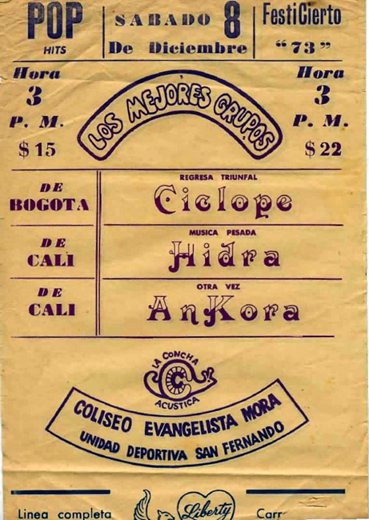 POP
HITS
SABADO 8
De Diciembre
FestiCierto
"73"
Hora
3
P. M.
$ 15
LOS MEJORES GRUPOS
Hora
3
P. M.
$ 22
DE
BOGOTA
REGRESA TRIUNFAL
Ciclope
DE
CALI
MUSICA PESADA
Hidra
DE
CALI
OTRA VEZ
AnKora
LA CONCHA
ACUSTICA
COLISEO EVANGELISTA MORA
UNIDAD DEPORTIVA SAN FERNANDO
Linea completa
Liberty